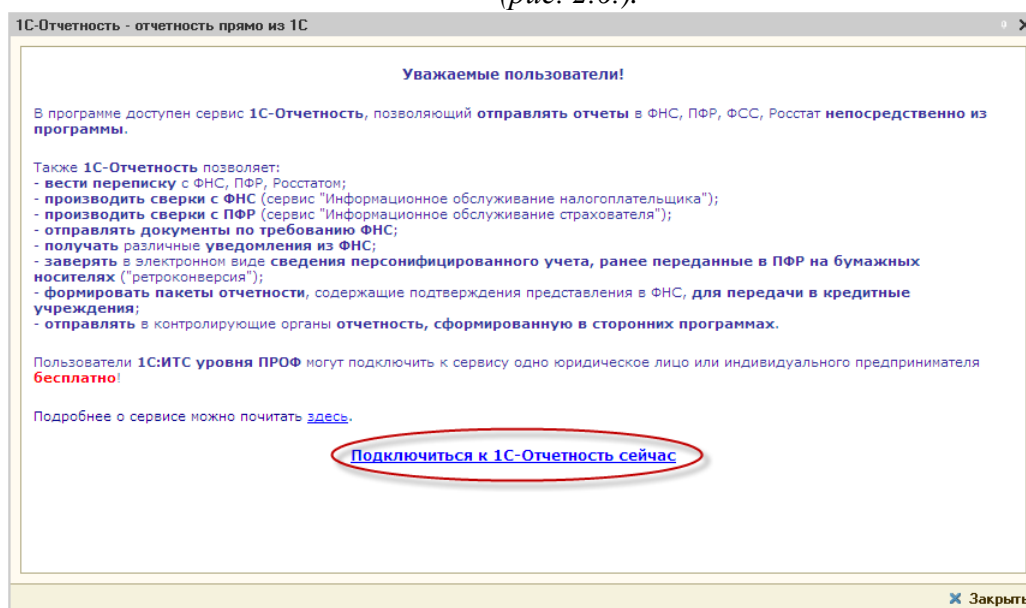 (рис. 2.6.).
1С-Отчетность - отчетность прямо из 1С
Уважаемые пользователи!
В программе доступен сервис 1С-Отчетность, позволяющий отправлять отчеты в ФНС, ПФР, ФСС, Росстат непосредственно из
программы.
Также 1С-Отчетность позволяет:
- вести переписку с ФНС, ПФР, Росстатом;
- производить сверки с ФНС (сервис "Информационное обслуживание налогоплательщика");
- производить сверки с ПФР (сервис "Информационное обслуживание страхователя");
- отправлять документы по требованию ФНС;
- получать различные уведомления из ФНС;
- заверять в электронном виде сведения персонифицированного учета, ранее переданные в ПФР на бумажных
носителях ("ретроконверсия");
- формировать пакеты отчетности, содержащие подтверждения представления в ФНС, для передачи в кредитные
учреждения;
- отправлять в контролирующие органы отчетность, сформированную в сторонних программах.
Пользователи 1С:ИТС уровня ПРОФ могут подключить к сервису одно юридическое лицо или индивидуального предпринимателя
бесплатно!
Подробнее о сервисе можно почитать здесь.
Подключиться к 1С-Отчетность сейчас
Закрыть